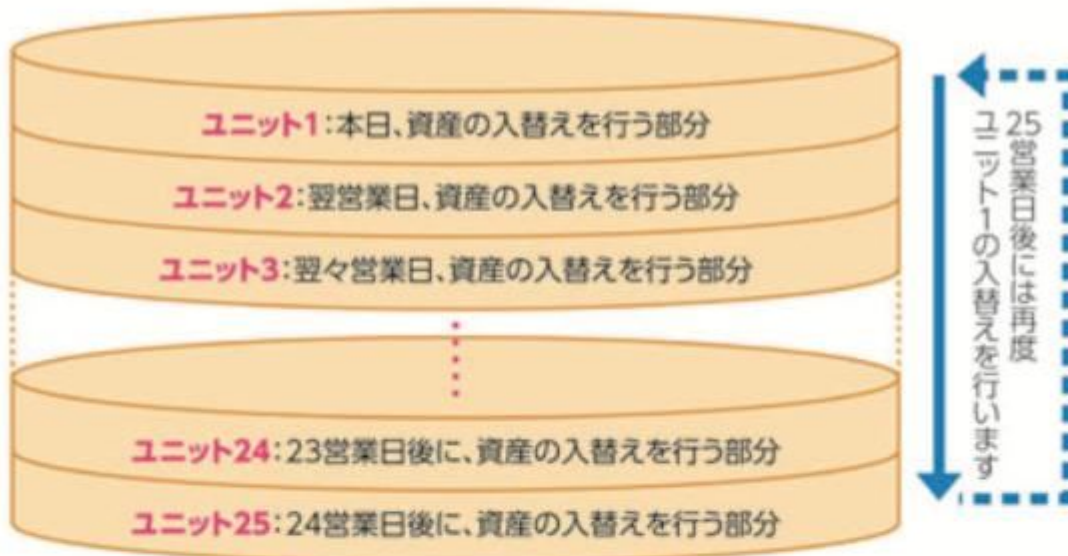 ユニット1:本日、資産の入替えを行う部分
ユニット2:翌営業日、資産の入替えを行う部分
ユニット3:翌々営業日、資産の入替えを行う部分
ユニット24:23営業日後に、資産の入替えを行う部分
ユニット25:24営業日後に、資産の入替えを行う部分
25営業日後には再度
ユニット1の入替えを行います